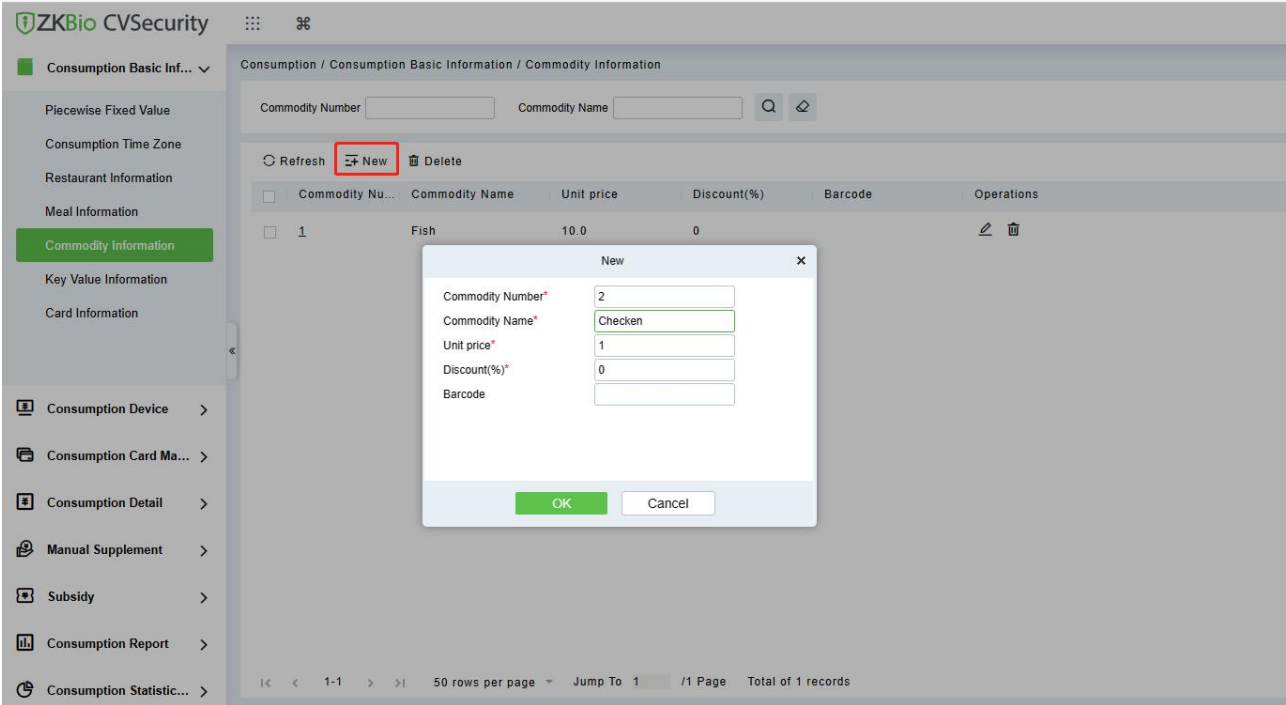 ZKBio CVSecurity
Consumption Basic Inf...
Piecewise Fixed Value
Consumption Time Zone
Restaurant Information
Meal Information
Commodity Information
Key Value Information
Card Information
Consumption Device
Consumption Card Ma...
Consumption Detail
Manual Supplement
Subsidy
Consumption Report
Consumption Statistic...
Consumption / Consumption Basic Information / Commodity Information
Commodity Number Commodity Name
Refresh New Delete
Commodity Nu... Commodity Name Unit price Discount(%) Barcode Operations
1 Fish 10.0 0
New
Commodity Number* 2
Commodity Name* Checken
Unit price* 1
Discount(%)* 0
Barcode
OK Cancel
1-1 50 rows per page Jump To 1 /1 Page Total of 1 records